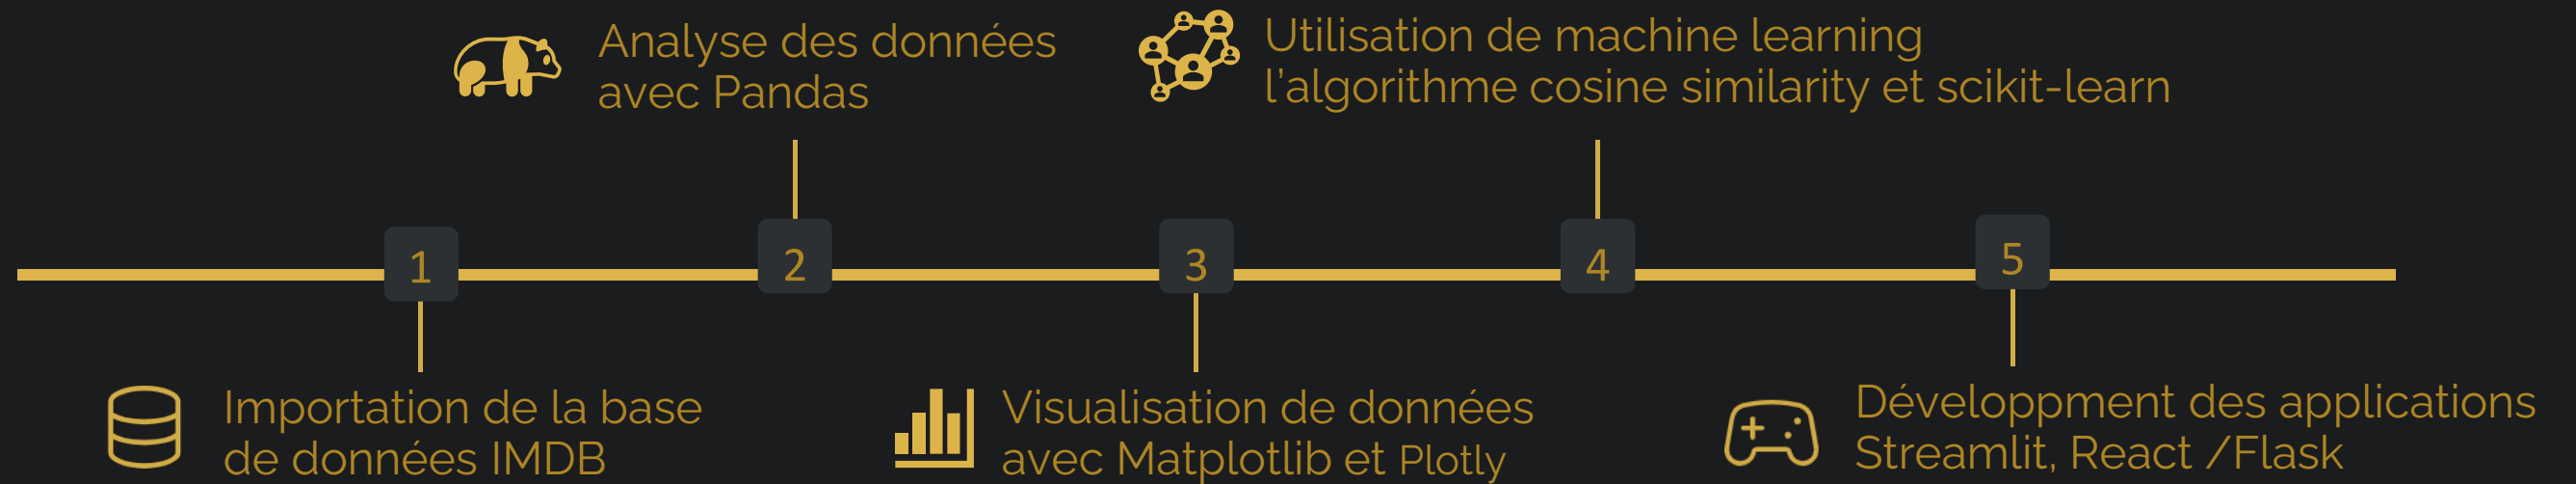 Analyse des données
avec Pandas
Utilisation de machine learning
l'algorithme cosine similarity et scikit-learn
1
2
3
4
5
Importation de la base
de données IMDB
Visualisation de données
avec Matplotlib et Plotly
Développment des applications
Streamlit, React /Flask